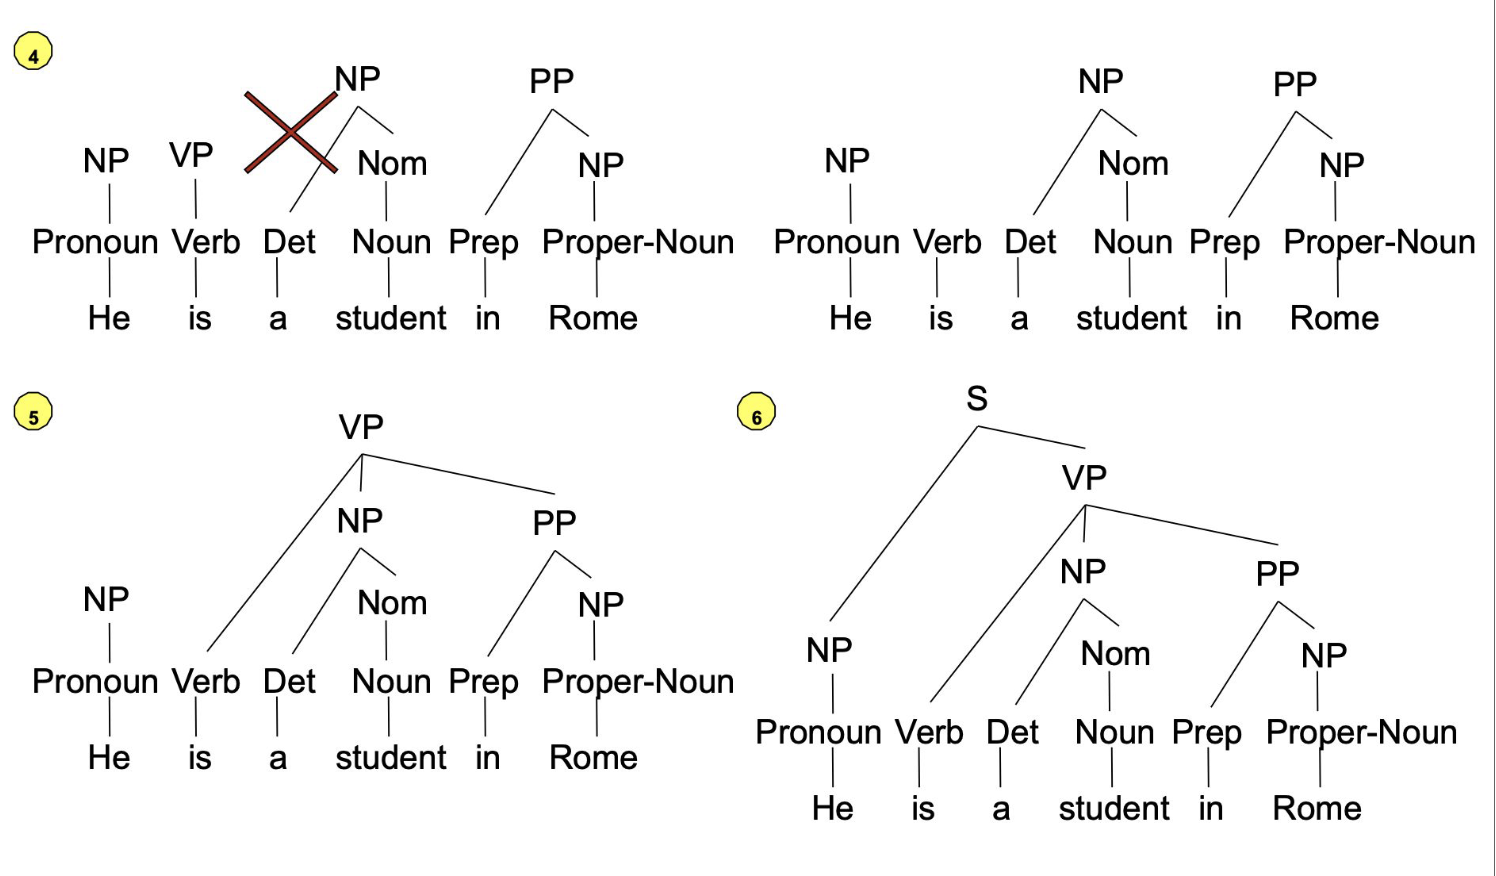 4
NP PP NP PP
NP VP Nom NP NP Nom NP
Pronoun Verb Det Noun Prep Proper-Noun Pronoun Verb Det Noun Prep Proper-Noun
He is a student in Rome He is a student in Rome
5
VP
NP PP
NP Nom NP
Pronoun Verb Det Noun Prep Proper-Noun
He is a student in Rome
6
S
VP
NP PP
NP Nom NP
Pronoun Verb Det Noun Prep Proper-Noun
He is a student in Rome